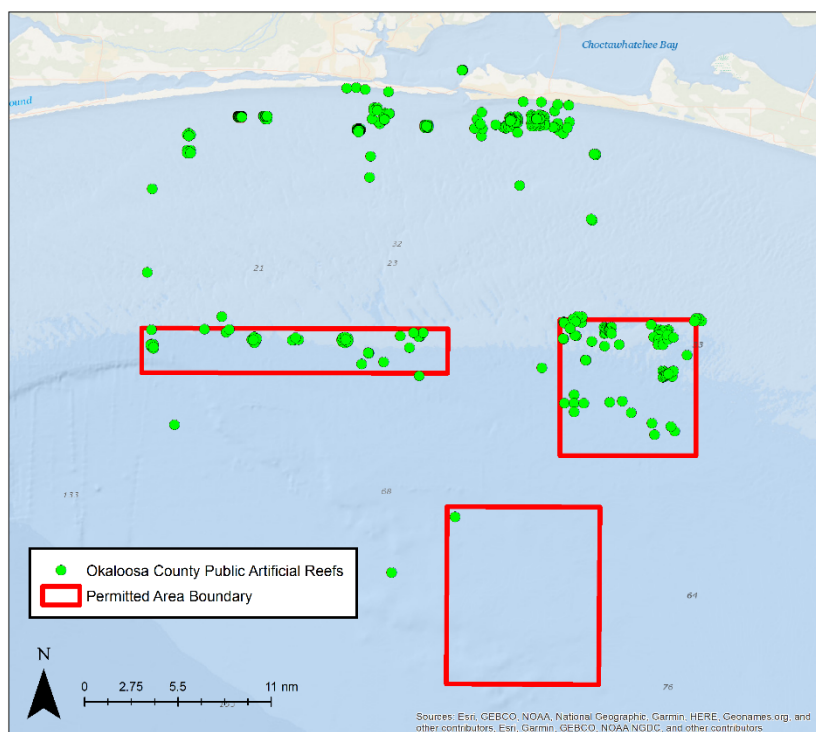 Choctawhatchee Bay
ound
32
23
21
133
68
Okaloosa County Public Artificial Reefs
Permitted Area Boundary
64
N
0 2.75 5.5 11 nm
76
Sources: Esri, GEBCO, NOAA, National Geographic, Garmin, HERE, Geonames.org, and
other contributors, Esri, Garmin, GEBCO, NOAA NGDC, and other contributors